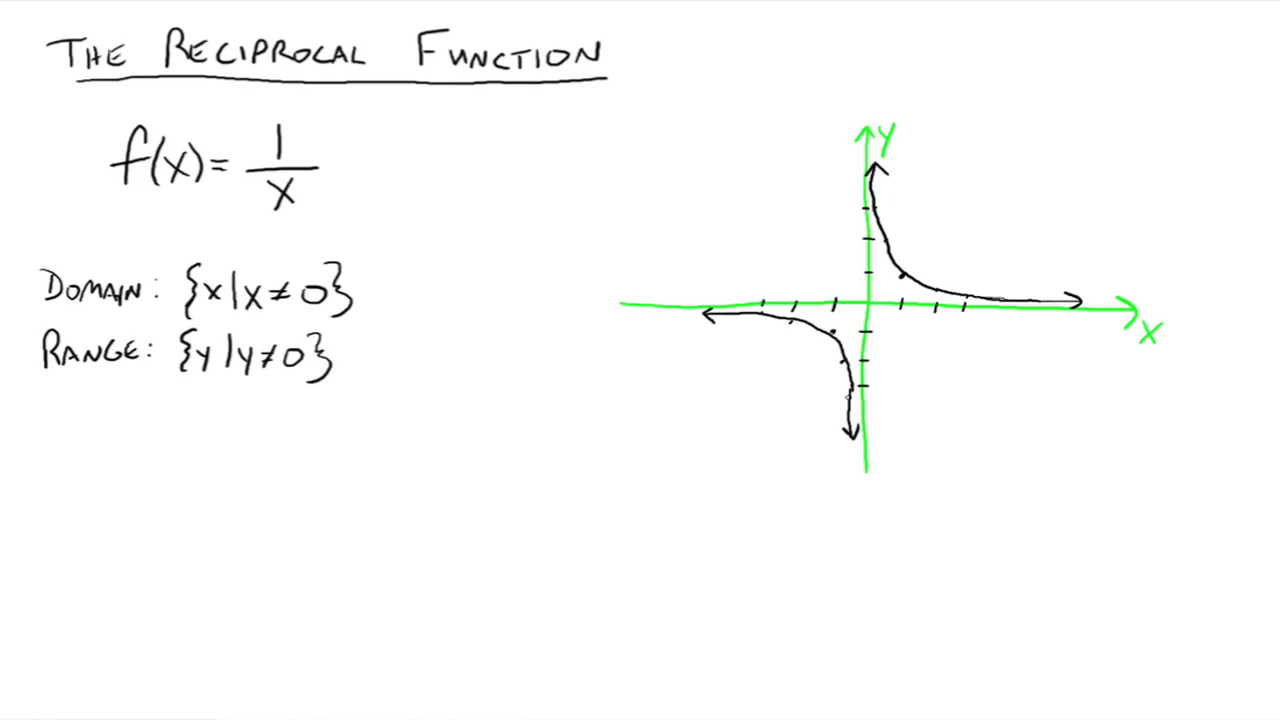 THE RECIPROCAL FUNCTION
f(x) = 1/x
DOMAIN: {x|x≠0}
RANGE: {y|y≠0}
y
x